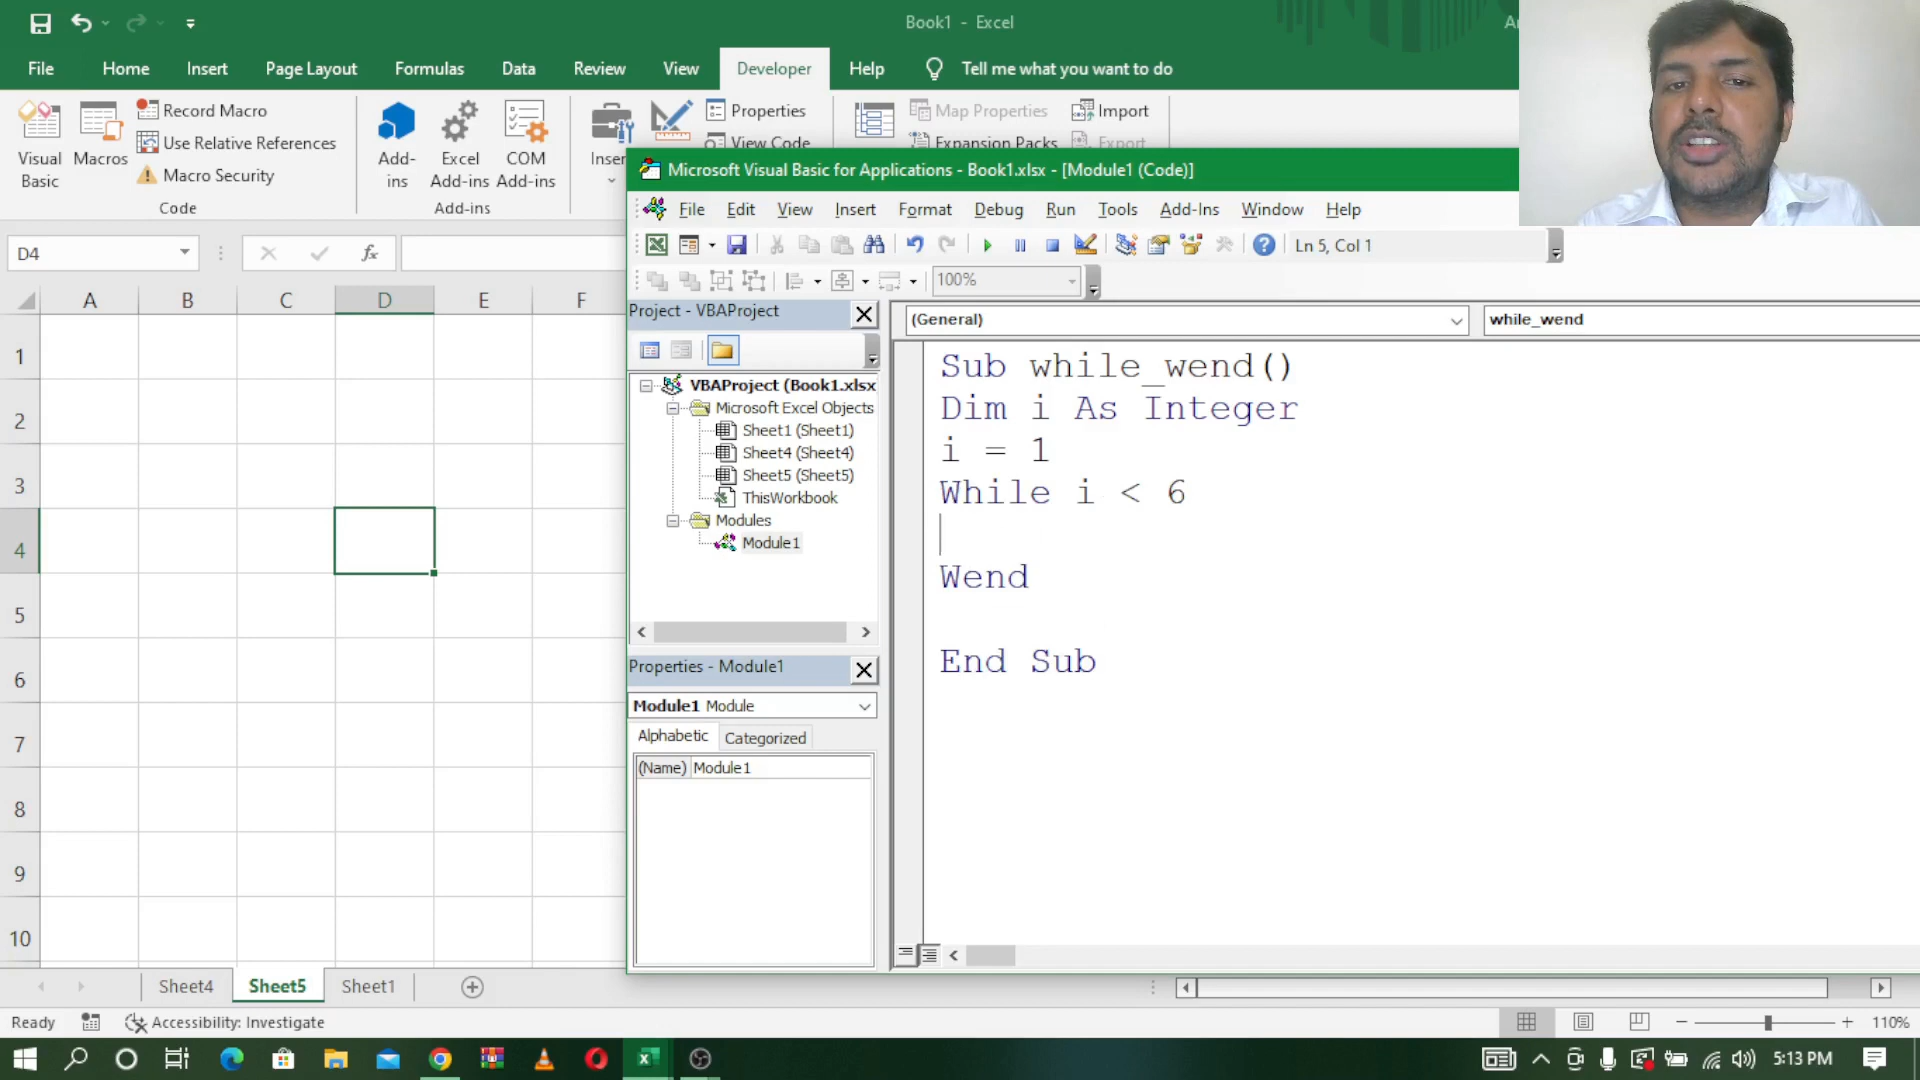 Book1 - Excel
File Home Insert Page Layout Formulas Data Review View Developer Help Tell me what you want to do
Visual Basic
Macros
Record Macro
Use Relative References
Macro Security
Code
Add-ins
Excel Add-ins
COM Add-ins
Add-ins
Properties
View Code
Map Properties
Expansion Packs
Import
Export
Microsoft Visual Basic for Applications - Book1.xlsx - [Module1 (Code)]
File Edit View Insert Format Debug Run Tools Add-Ins Window Help
Ln 5, Col 1
100%
D4
fx
A B C D E F
1
2
3
4
5
6
7
8
9
10
Project - VBAProject
VBAProject (Book1.xlsx
Microsoft Excel Objects
Sheet1 (Sheet1)
Sheet4 (Sheet4)
Sheet5 (Sheet5)
ThisWorkbook
Modules
Module1
Properties - Module1
Module1 Module
Alphabetic Categorized
(Name) Module1
(General)
while_wend
Sub while_wend()
Dim i As Integer
i = 1
While i < 6
Wend
End Sub
Sheet4 Sheet5 Sheet1
Ready
Accessibility: Investigate
110%
5:13 PM